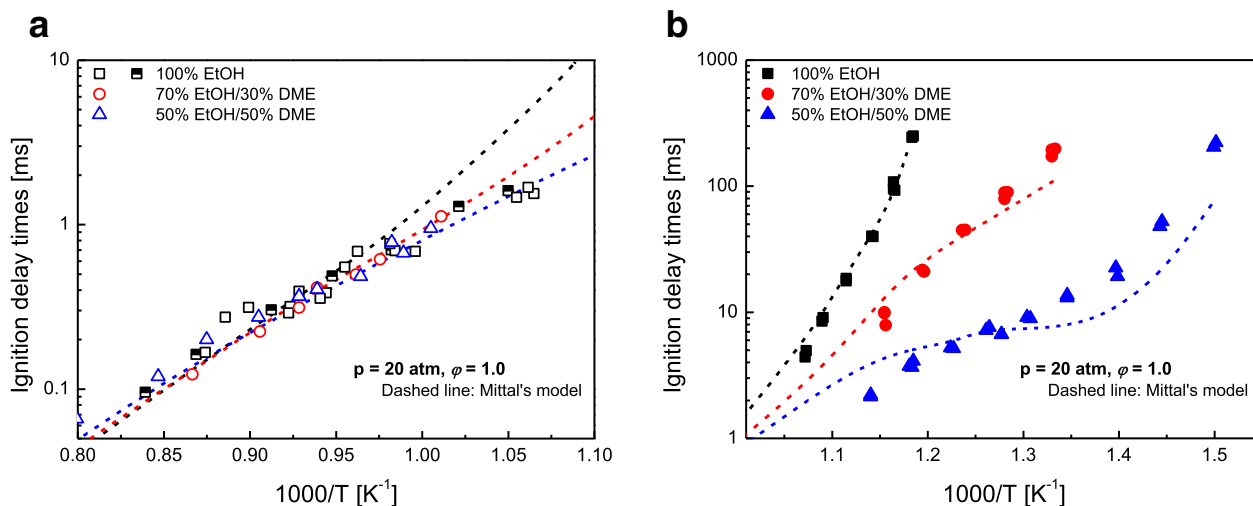 a
Ignition delay times [ms]
10
1
0.1
100% EtOH
70% EtOH/30% DME
50% EtOH/50% DME
p = 20 atm, φ = 1.0
Dashed line: Mittal's model
0.80 0.85 0.90 0.95 1.00 1.05 1.10
1000/T [K⁻¹]
b
Ignition delay times [ms]
1000
100
10
1
100% EtOH
70% EtOH/30% DME
50% EtOH/50% DME
p = 20 atm, φ = 1.0
Dashed line: Mittal's model
1.1 1.2 1.3 1.4 1.5
1000/T [K⁻¹]